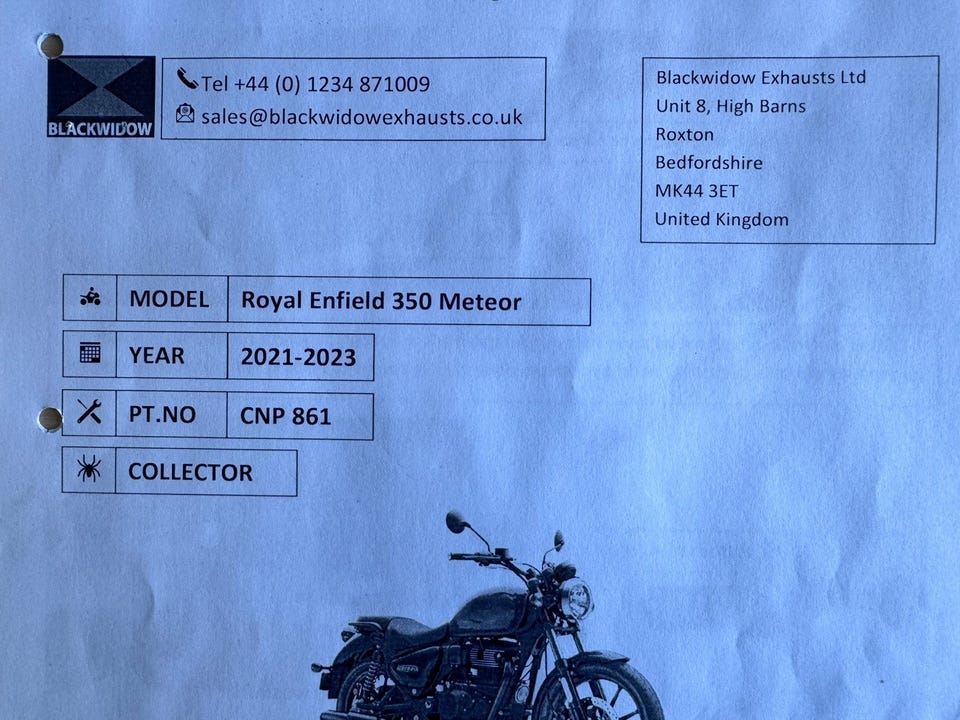 BLACKWIDOW
Tel +44 (0) 1234 871009
sales@blackwidowexhausts.co.uk
Blackwidow Exhausts Ltd
Unit 8, High Barns
Roxton
Bedfordshire
MK44 3ET
United Kingdom
MODEL Royal Enfield 350 Meteor
YEAR 2021-2023
PT.NO CNP 861
COLLECTOR